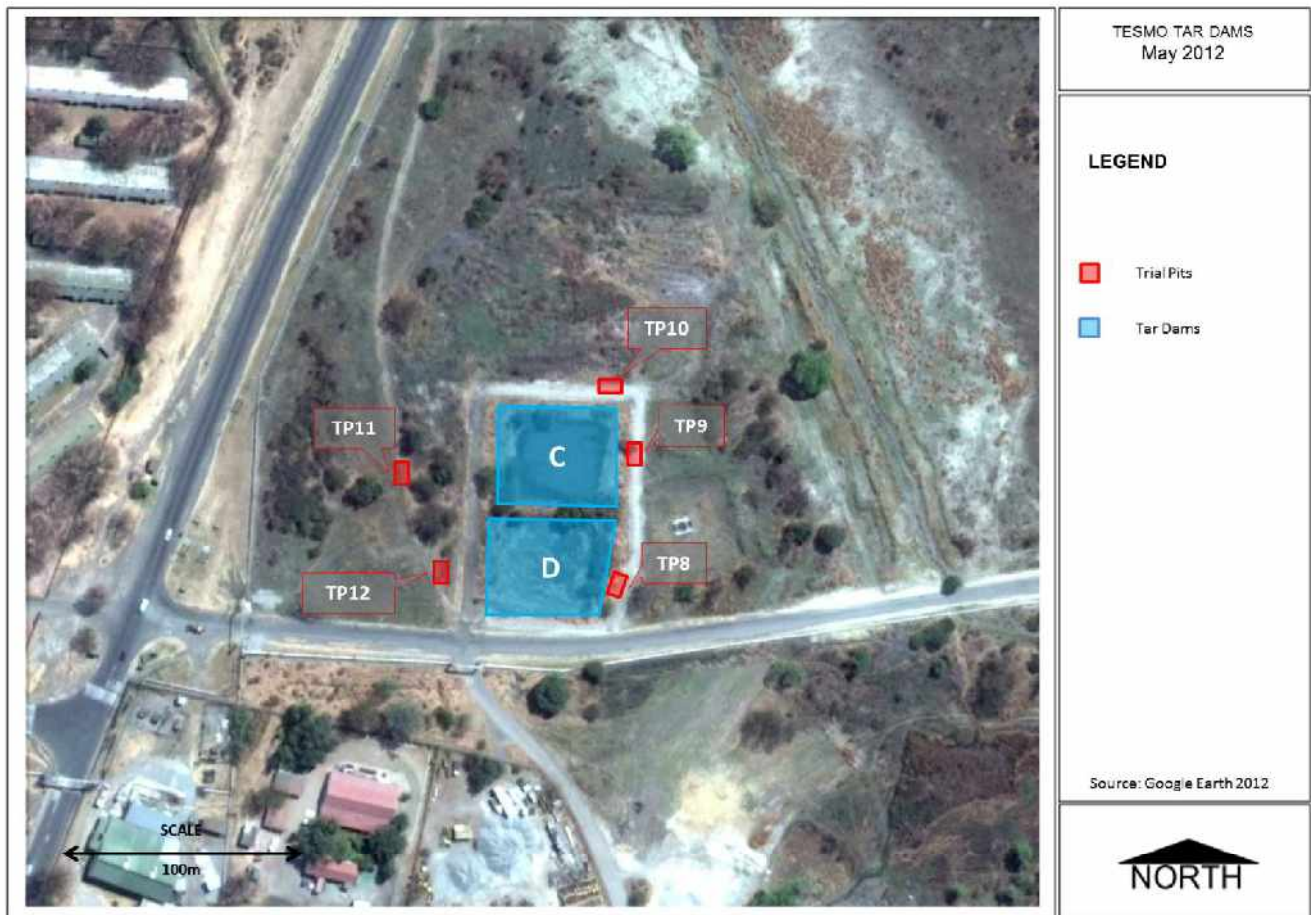 TESMO TAR DAMS
May 2012
LEGEND
Trial Pits
Tar Dams
TP10
TP11
TP9
C
D
TP8
TP12
SCALE
100m
Source: Google Earth 2012
NORTH